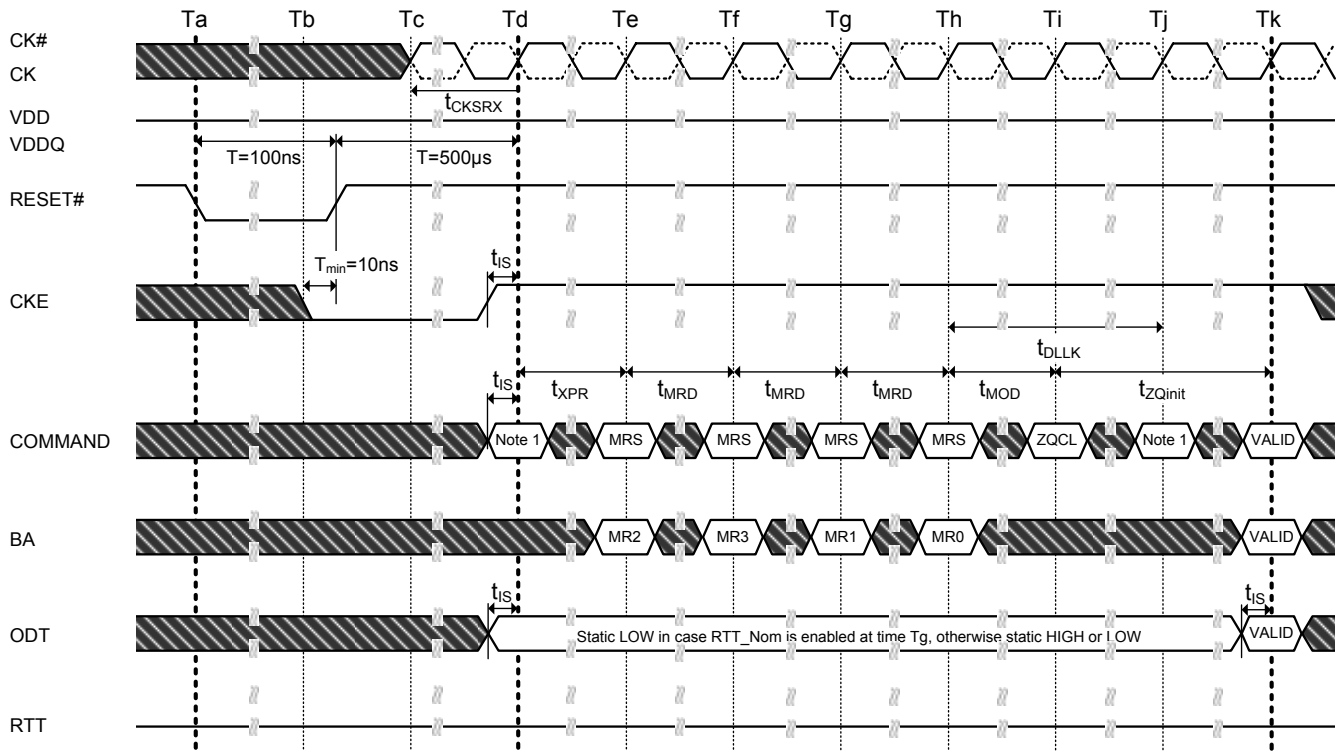 Ta Tb Tc Td Te Tf Tg Th Ti Tj Tk
CK#
CK
tCKSRX
VDD
VDDQ
T=100ns T=500µs
RESET#
Tmin=10ns tIS
CKE
tDLLK
tIS tXPR tMRD tMRD tMRD tMOD tZQinit
COMMAND Note 1 MRS MRS MRS MRS ZQCL Note 1 VALID
BA MR2 MR3 MR1 MR0 VALID
tIS tIS
ODT Static LOW in case RTT_Nom is enabled at time Tg, otherwise static HIGH or LOW VALID
RTT